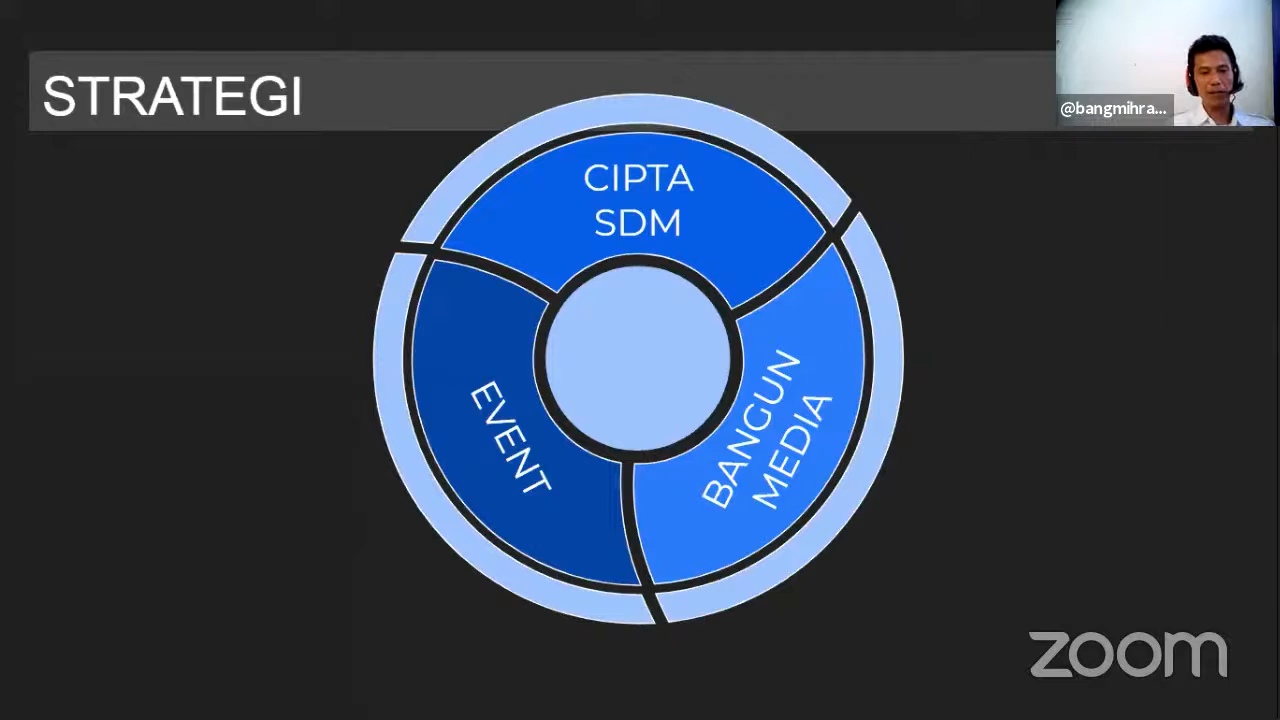 STRATEGI
@bangmihra...
CIPTA
SDM
EVENT
BANGUN
MEDIA
zoom